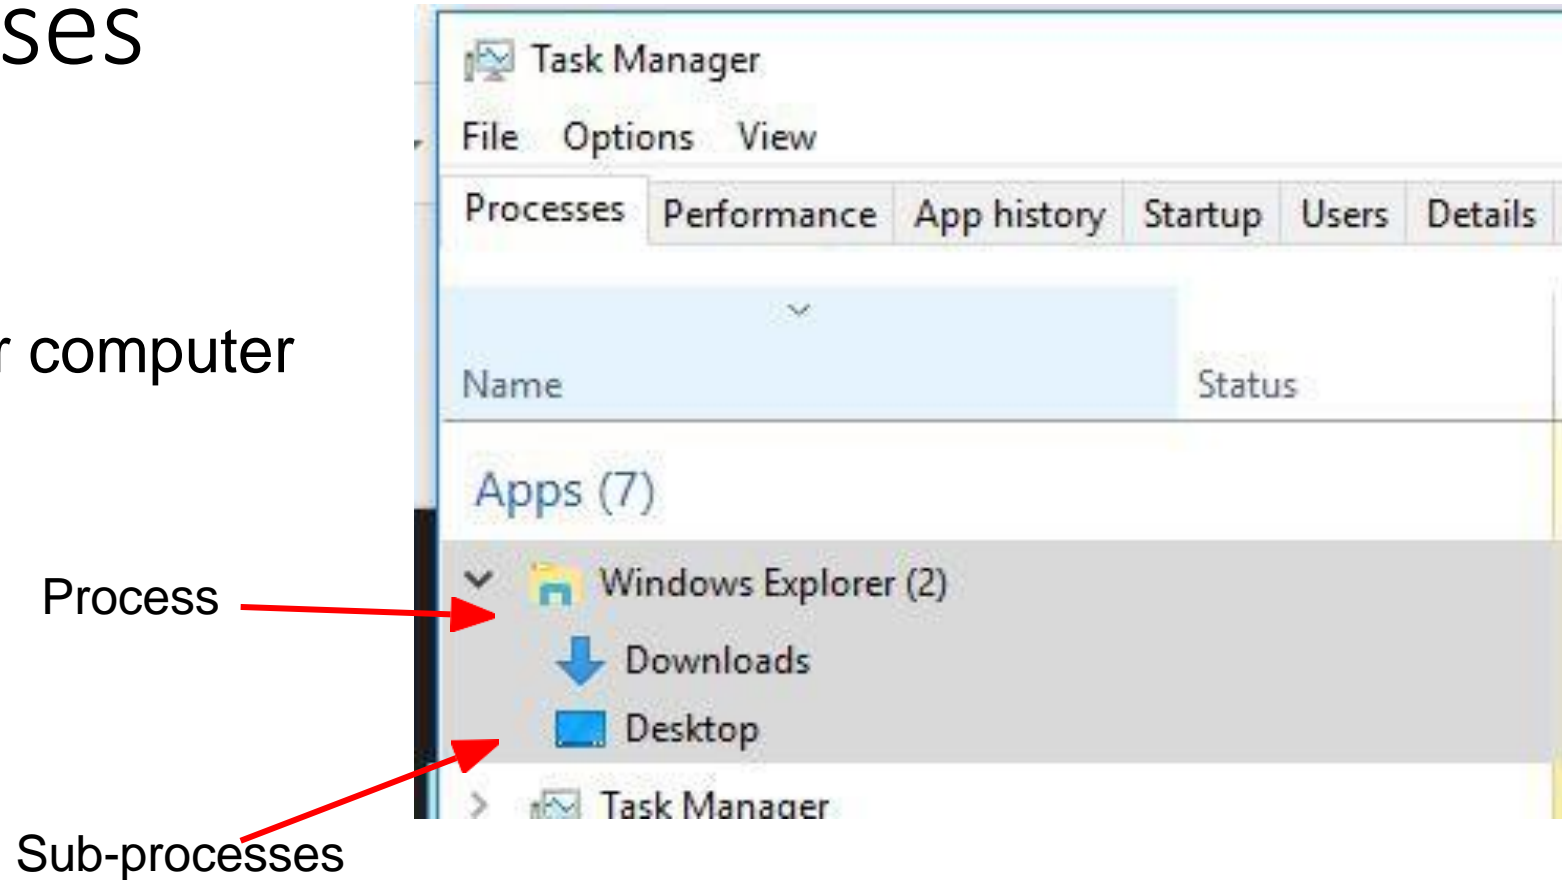 ses
Task Manager
File Options View
Processes Performance App history Startup Users Details
r computer
Name Status
Apps (7)
Process
Windows Explorer (2)
Downloads
Desktop
Task Manager
Sub-processes